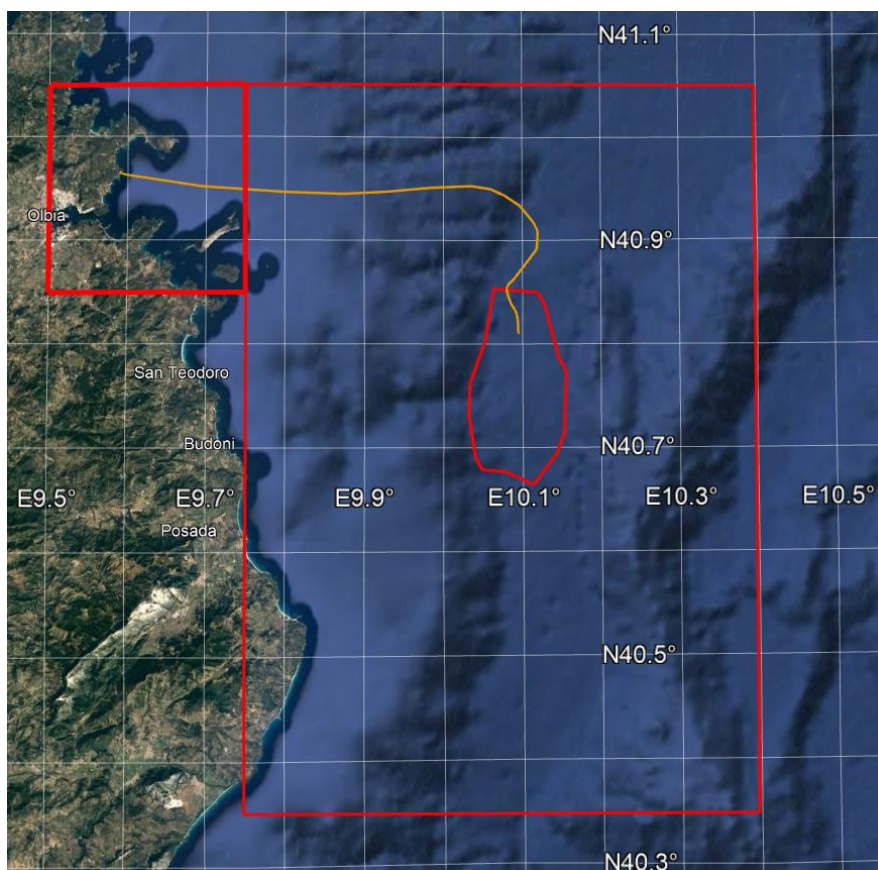 N41.1°
Olbia
N40.9°
San Teodoro
Budoni
N40.7°
E9.5°
E9.7°
E9.9°
E10.1°
E10.3°
E10.5°
Posada
N40.5°
N40.3°